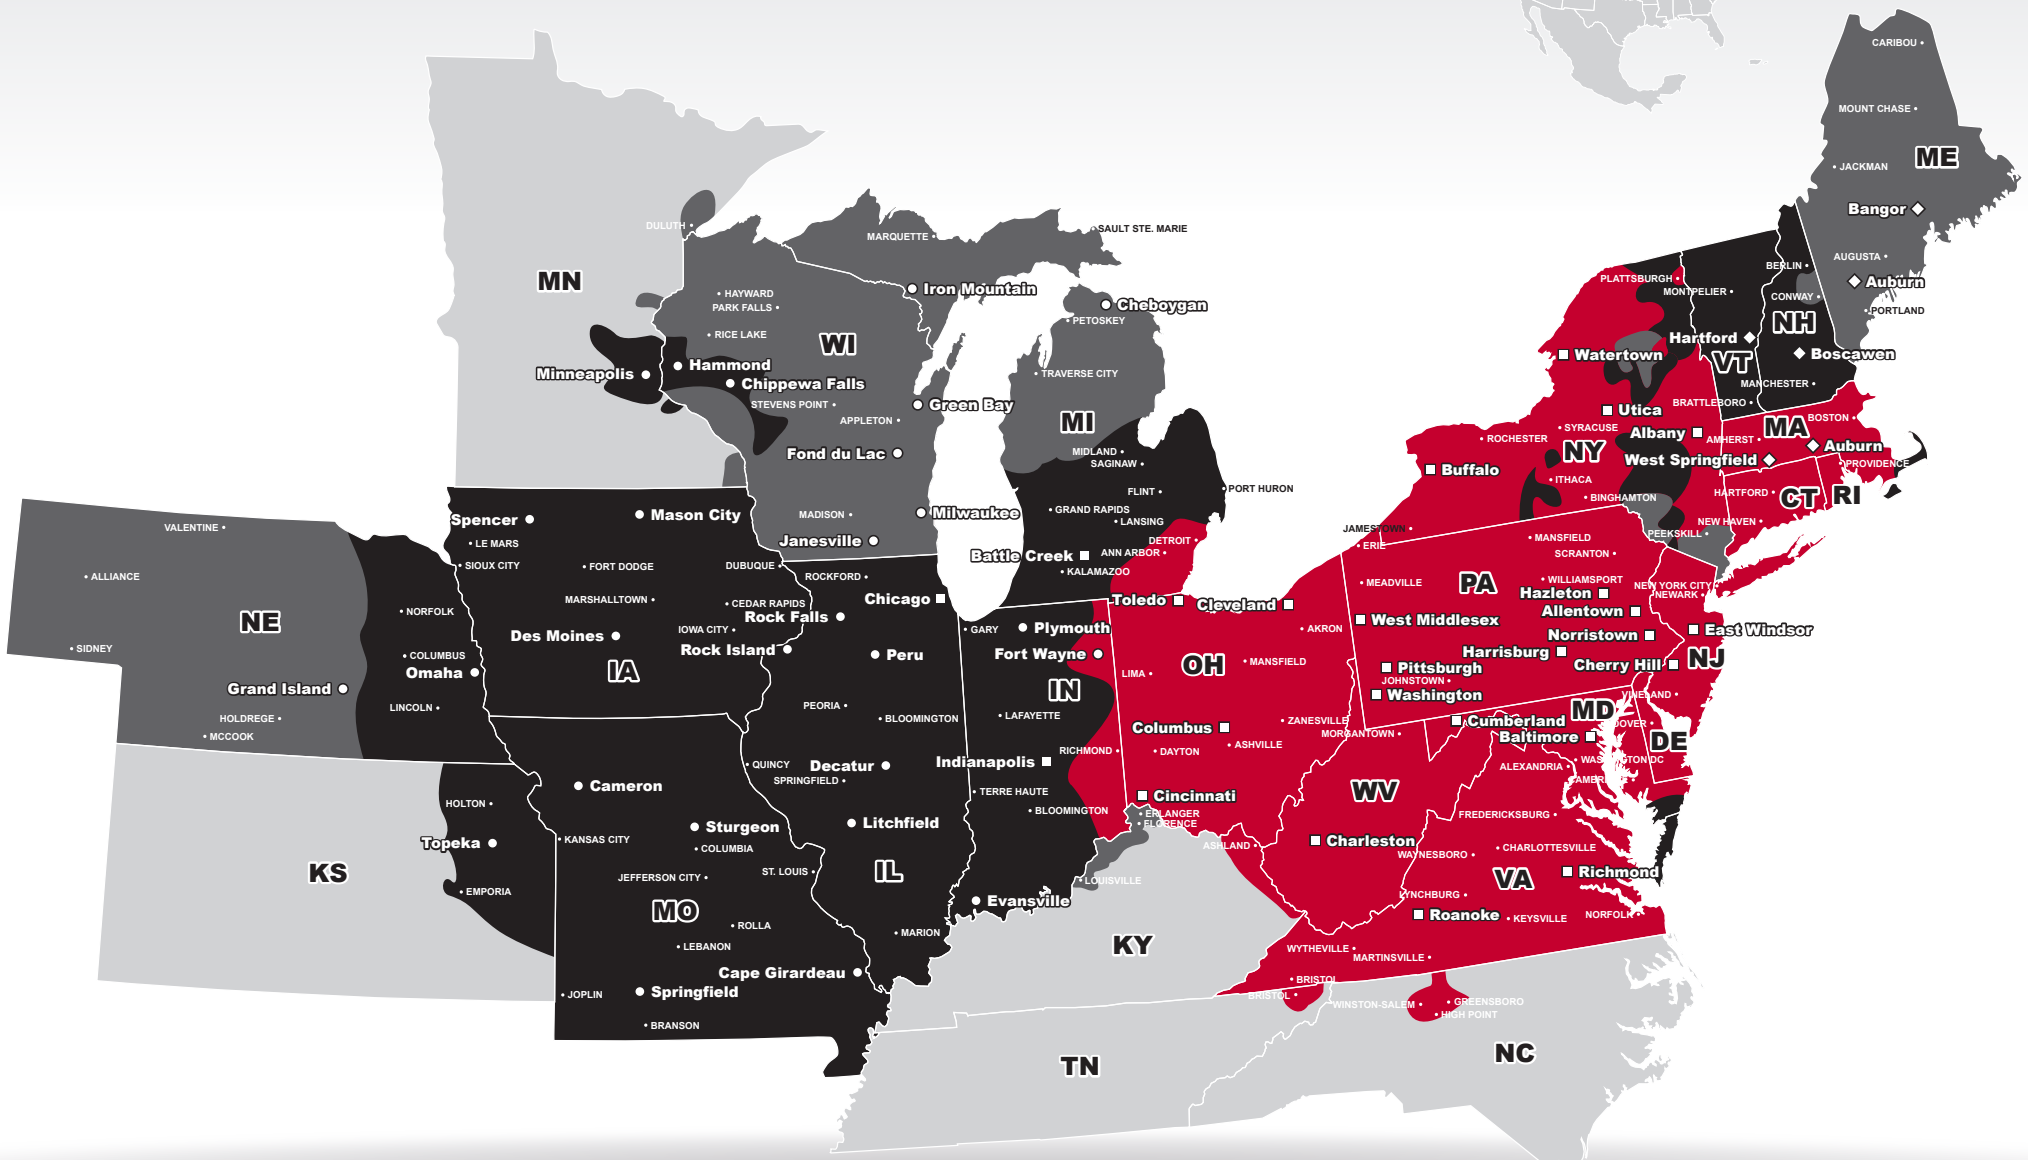 CARIBOU
MOUNT CHASE
JACKMAN
ME
Bangor
AUGUSTA
Auburn
PORTLAND
BERLIN
CONWAY
NH
Boscawen
MANCHESTER
MONTPELIER
Hartford
VT
BRATTLEBORO
PLATTSBURGH
Watertown
Utica
SYRACUSE
ROCHESTER
Albany
NY
Buffalo
West Springfield
ITHACA
BINGHAMTON
JAMESTOWN
PEEKSKILL
NEW YORK CITY
MA
BOSTON
AMHERST
Auburn
PROVIDENCE
HARTFORD
CT
RI
NEW HAVEN
MN
DULUTH
Minneapolis
MARQUETTE
SAULT STE. MARIE
Iron Mountain
Cheboygan
PETOSKEY
TRAVERSE CITY
MI
MIDLAND
SAGINAW
FLINT
PORT HURON
GRAND RAPIDS
LANSING
DETROIT
ANN ARBOR
Battle Creek
KALAMAZOO
HAYWARD
PARK FALLS
RICE LAKE
WI
Hammond
Chippewa Falls
STEVENS POINT
Green Bay
APPLETON
Fond du Lac
MADISON
Milwaukee
Janesville
VALENTINE
ALLIANCE
NE
NORFOLK
SIDNEY
COLUMBUS
Omaha
Grand Island
LINCOLN
HOLDREGE
MCCOOK
Spencer
Mason City
LE MARS
SIOUX CITY
FORT DODGE
DUBUQUE
MARSHALLTOWN
CEDAR RAPIDS
Des Moines
IOWA CITY
IA
ROCKFORD
Chicago
Rock Falls
Rock Island
Peru
PEORIA
BLOOMINGTON
QUINCY
Decatur
SPRINGFIELD
Litchfield
IL
MARION
GARY
Plymouth
Fort Wayne
IN
LAFAYETTE
RICHMOND
Indianapolis
TERRE HAUTE
BLOOMINGTON
Evansville
Toledo
Cleveland
AKRON
OH
MANSFIELD
LIMA
Columbus
ZANESVILLE
DAYTON
ASHVILLE
Cincinnati
ERLANGER
FLORENCE
ASHLAND
LOUISVILLE
KY
ERIE
MANSFIELD
SCRANTON
MEADVILLE
PA
WILLIAMSPORT
Hazleton
Allentown
West Middlesex
Norristown
Harrisburg
Pittsburgh
JOHNSTOWN
Washington
NEWARK
East Windsor
Cherry Hill
NJ
VINELAND
MD
Cumberland
Baltimore
DOVER
DE
MORGANTOWN
WV
Charleston
ALEXANDRIA
WASHINGTON DC
FREDERICKSBURG
WAYNESBORO
CHARLOTTESVILLE
VA
Richmond
LYNCHBURG
Roanoke
KEYSVILLE
NORFOLK
WYTHEVILLE
MARTINSVILLE
BRISTOL
BRISTOL
WINSTON-SALEM
GREENSBORO
HIGH POINT
NC
TN
KS
HOLTON
Topeka
EMPORIA
Cameron
KANSAS CITY
Sturgeon
COLUMBIA
ST. LOUIS
JEFFERSON CITY
MO
ROLLA
LEBANON
Cape Girardeau
JOPLIN
Springfield
BRANSON